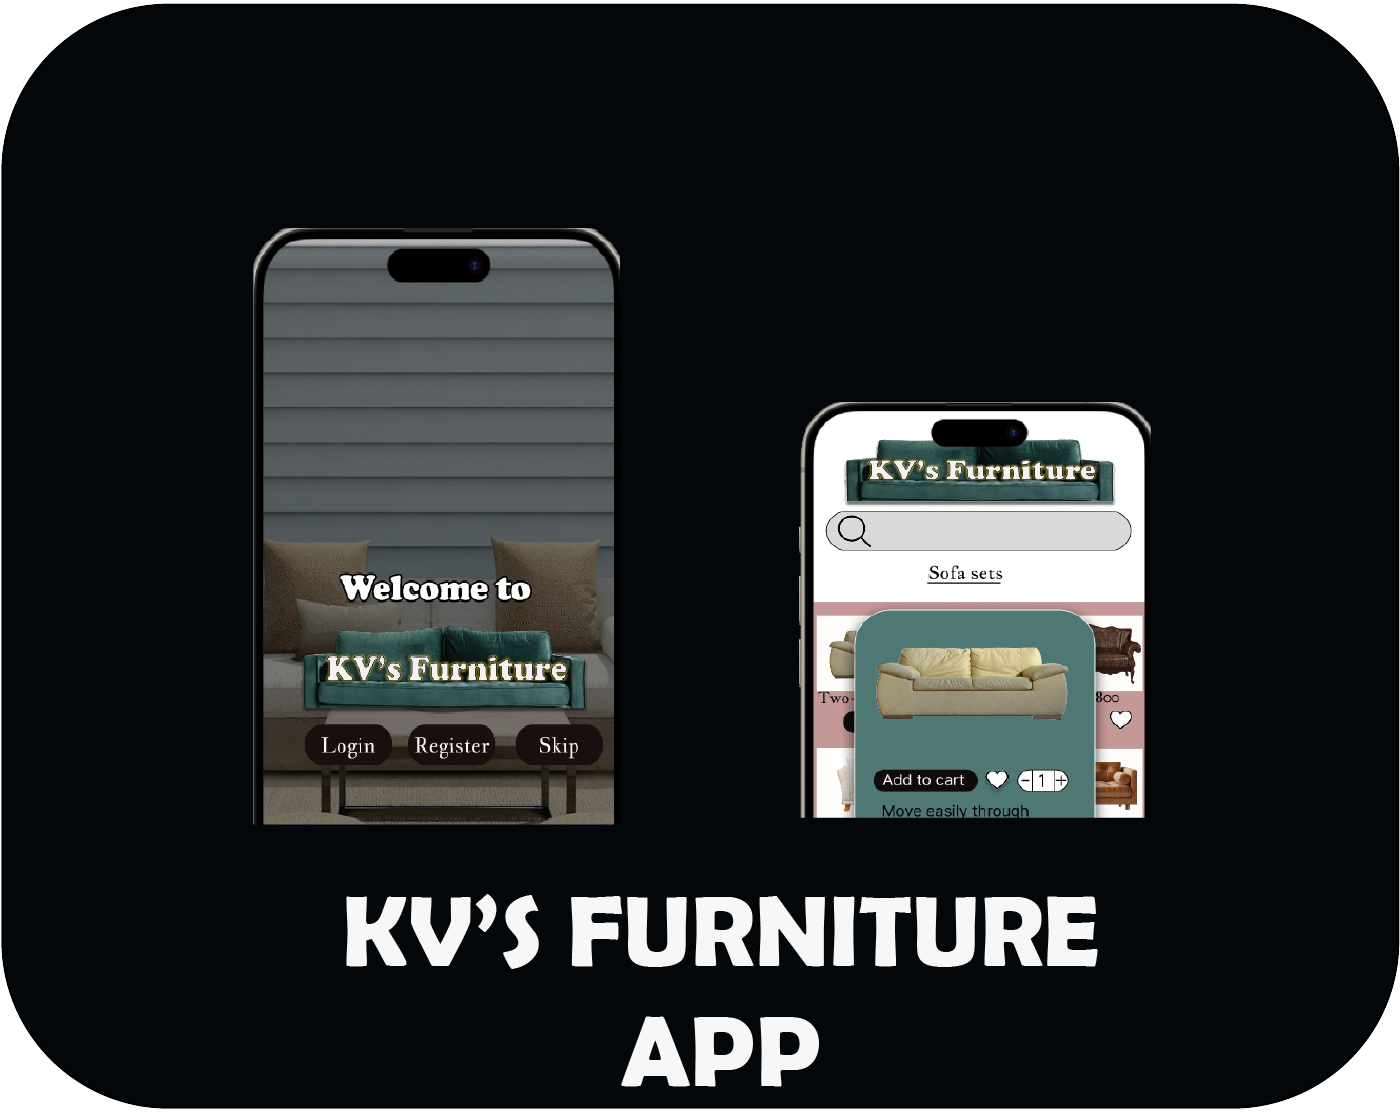 Welcome to
KV's Furniture
Login Register Skip
KV's Furniture
Sofa sets
Two-
800
Add to cart
1
Move easily through
KV'S FURNITURE
APP